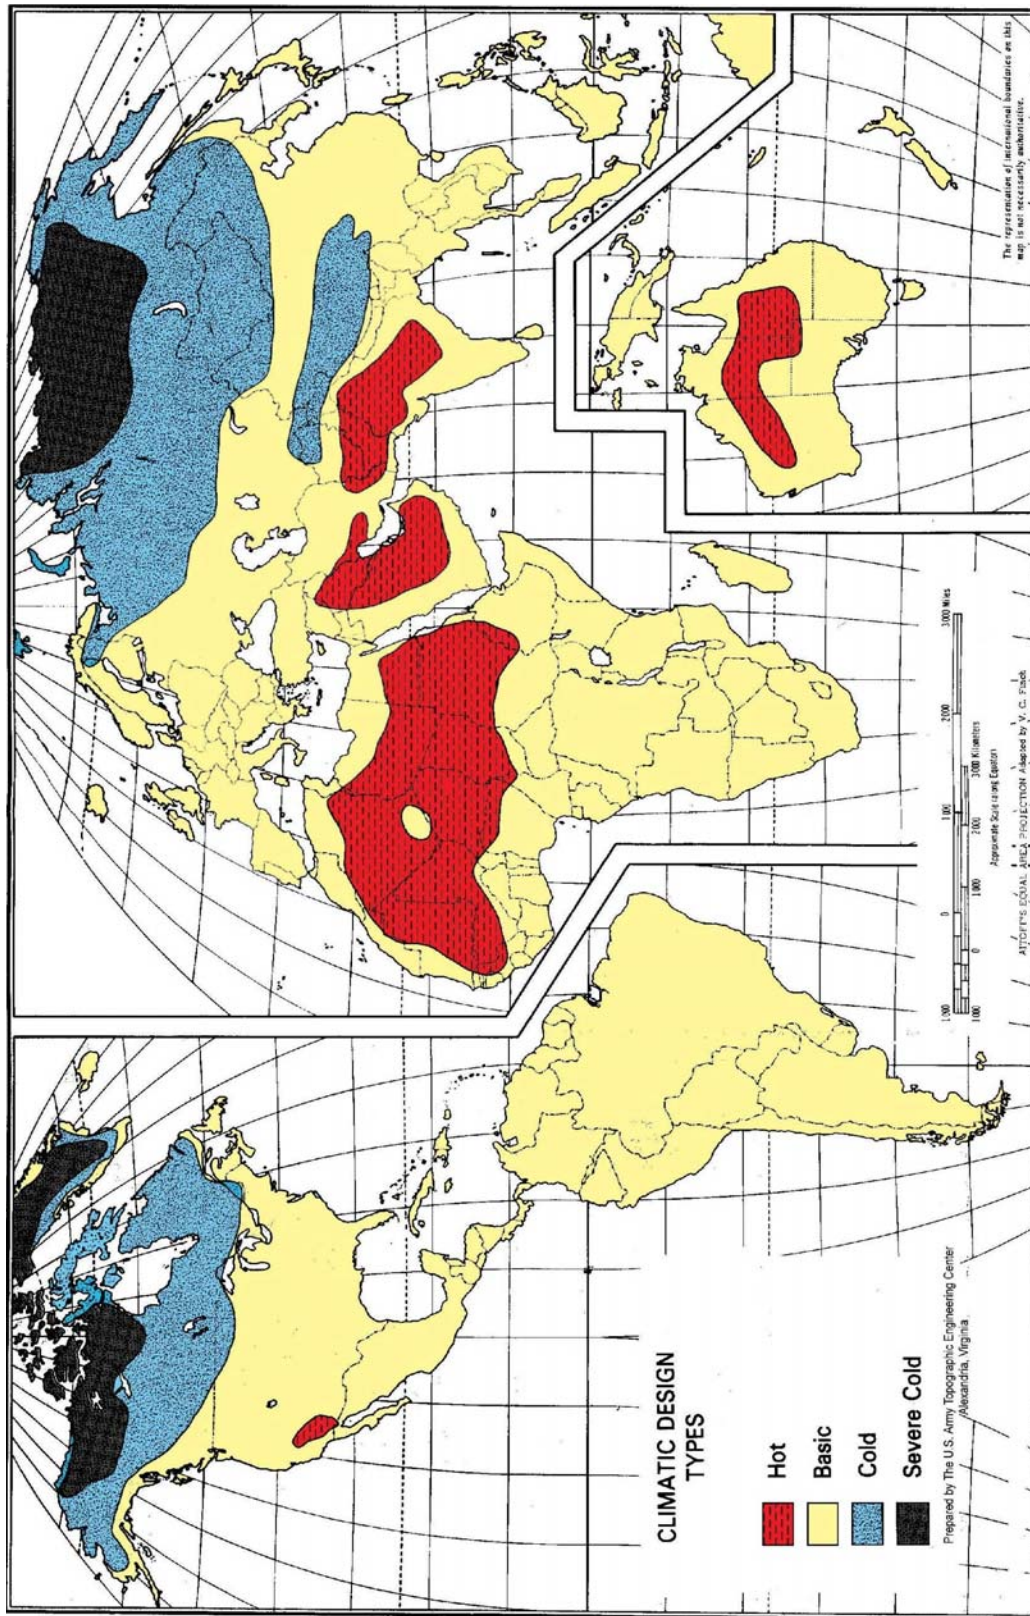 CLIMATIC DESIGN
TYPES
Hot
Basic
Cold
Severe Cold
Prepared by The U.S. Army Topographic Engineering Center
Alexandria, Virginia
1000 0 1000 2000 3000 Miles
1000 0 1000 2000 3000 Kilometers
Approximate Scale along Equator
AITOFF'S EQUAL AREA PROJECTION Adapted by V. C. Finch
The representation of international boundaries on this
map is not necessarily authoritative.